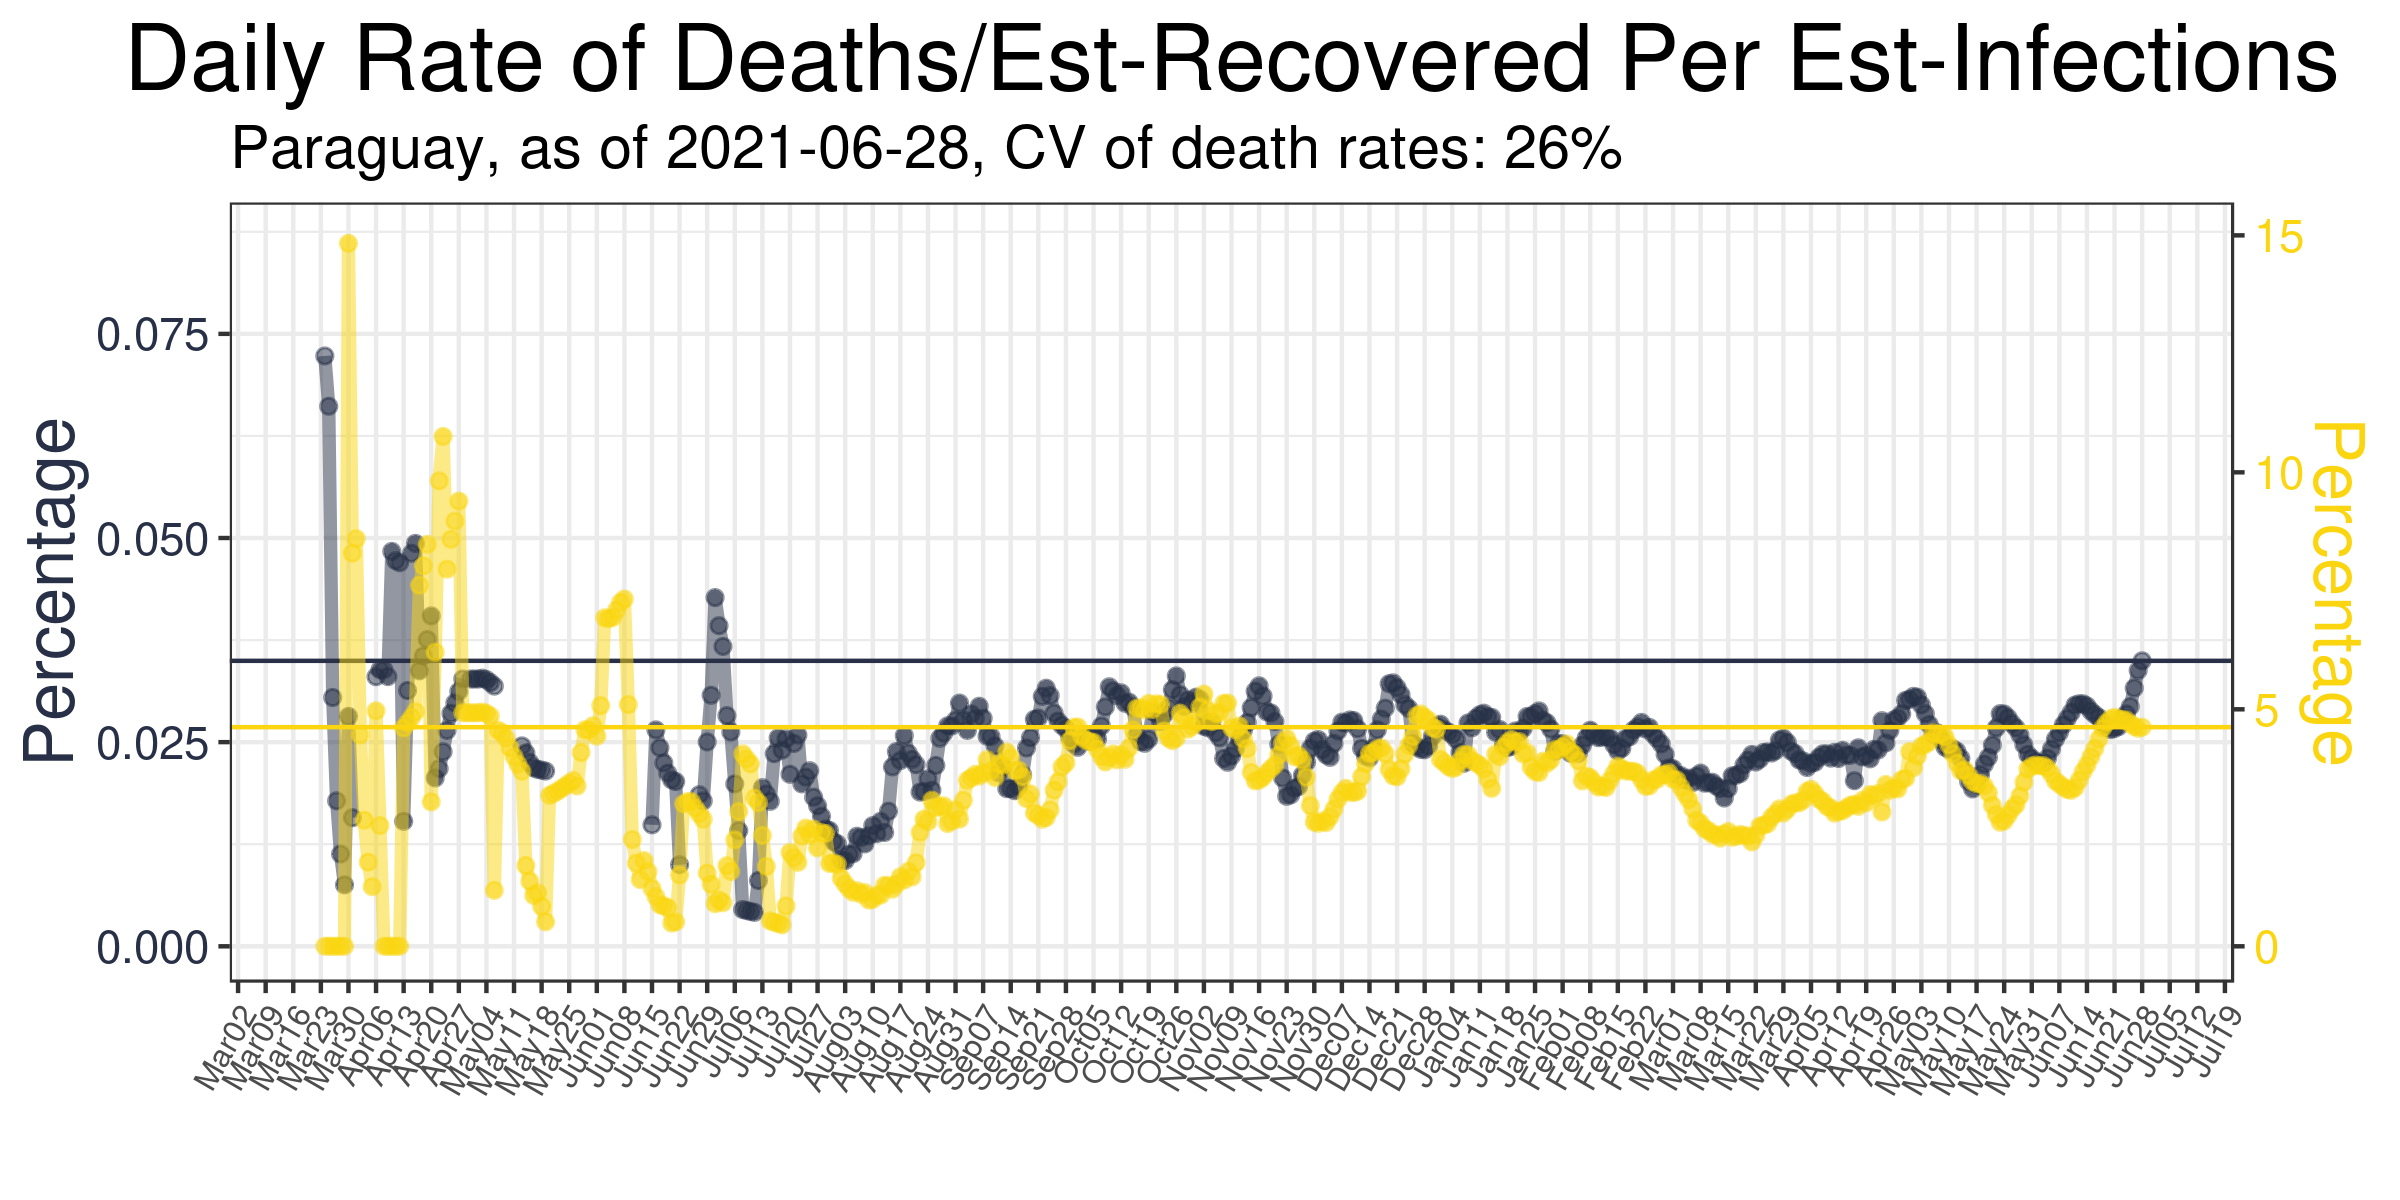 Daily Rate of Deaths/Est-Recovered Per Est-Infections
Paraguay, as of 2021-06-28, CV of death rates: 26%
Percentage
0.075
0.050
0.025
0.000
15
10
5
0
Percentage
Mar02
Mar09
Mar16
Mar23
Mar30
Apr06
Apr13
Apr20
Apr27
May04
May11
May18
May25
Jun01
Jun08
Jun15
Jun22
Jun29
Jul06
Jul13
Jul20
Jul27
Aug03
Aug10
Aug17
Aug24
Aug31
Sep07
Sep14
Sep21
Sep28
Oct05
Oct12
Oct19
Oct26
Nov02
Nov09
Nov16
Nov23
Nov30
Dec07
Dec14
Dec21
Dec28
Jan04
Jan11
Jan18
Jan25
Feb01
Feb08
Feb15
Feb22
Mar01
Mar08
Mar15
Mar22
Mar29
Apr05
Apr12
Apr19
Apr26
May03
May10
May17
May24
May31
Jun07
Jun14
Jun21
Jun28
Jul05
Jul12
Jul19